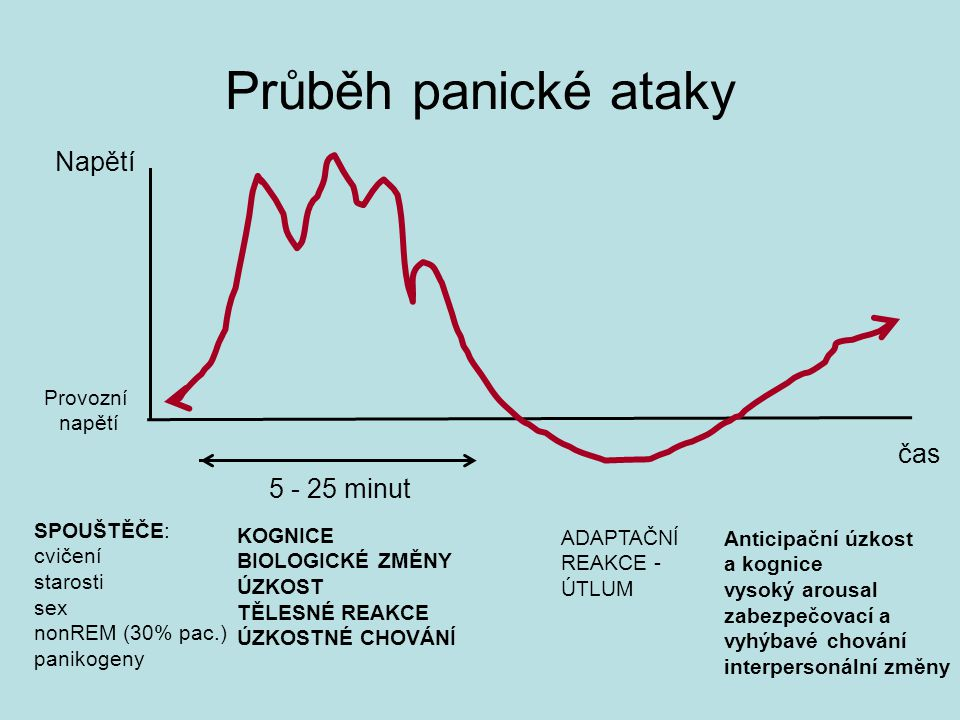 Průběh panické ataky
Napětí
Provozní
napětí
čas
5 - 25 minut
SPOUŠTĚČE:
cvičení
starosti
sex
nonREM (30% pac.)
panikogeny
KOGNICE
BIOLOGICKÉ ZMĚNY
ÚZKOST
TĚLESNÉ REAKCE
ÚZKOSTNÉ CHOVÁNÍ
ADAPTAČNÍ
REAKCE -
ÚTLUM
Anticipační úzkost
a kognice
vysoký arousal
zabezpečovací a
vyhýbavé chování
interpersonální změny